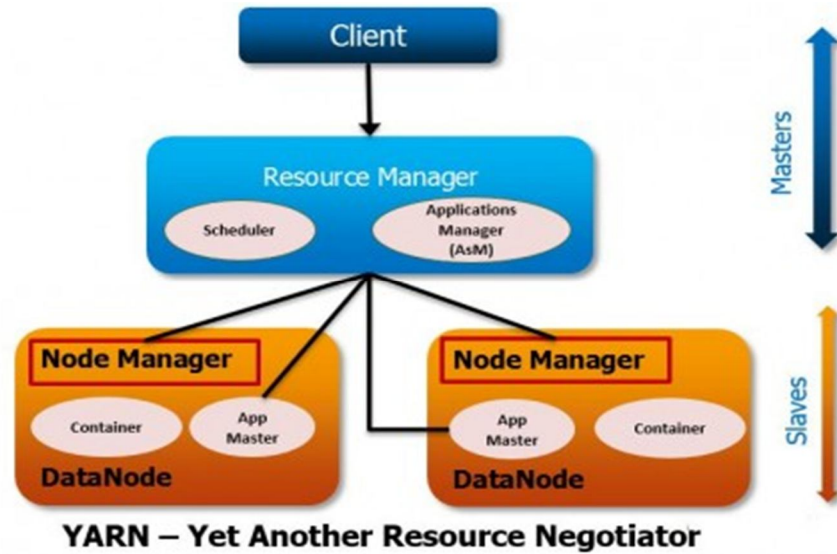 Client
Masters
Resource Manager
Scheduler
Applications
Manager
(AsM)
Node Manager
Container
App
Master
DataNode
Node Manager
App
Master
Container
DataNode
Slaves
YARN – Yet Another Resource Negotiator